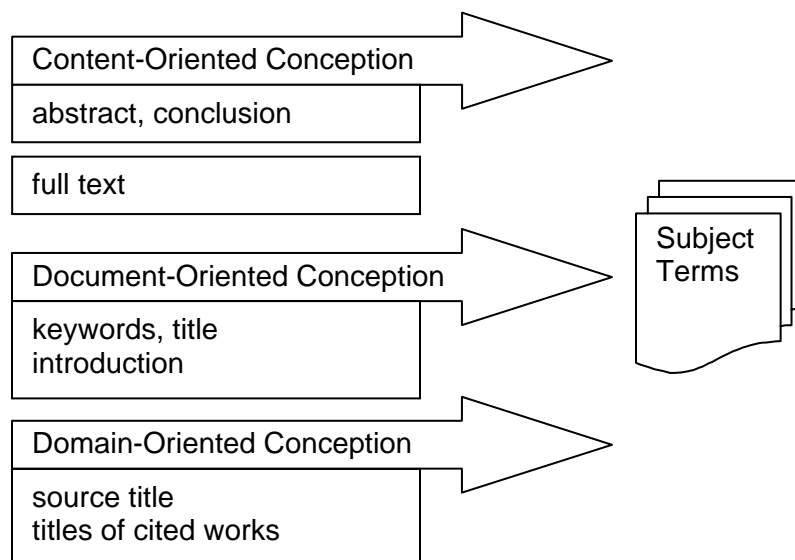 Content-Oriented Conception
abstract, conclusion
full text
Document-Oriented Conception
keywords, title
introduction
Domain-Oriented Conception
source title
titles of cited works
Subject
Terms